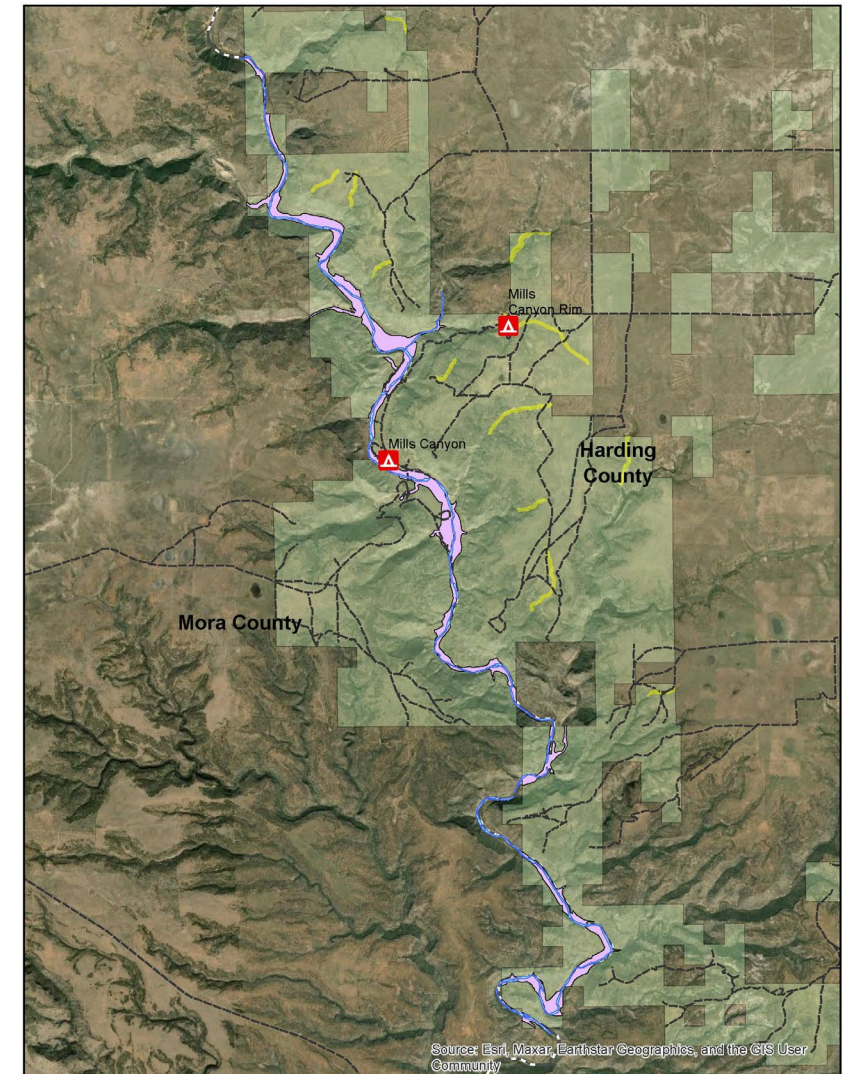 Mills
Canyon Rim
Mills Canyon
Harding
County
Mora County
Source: Esri, Maxar, Earthstar Geographics, and the GIS User
Community